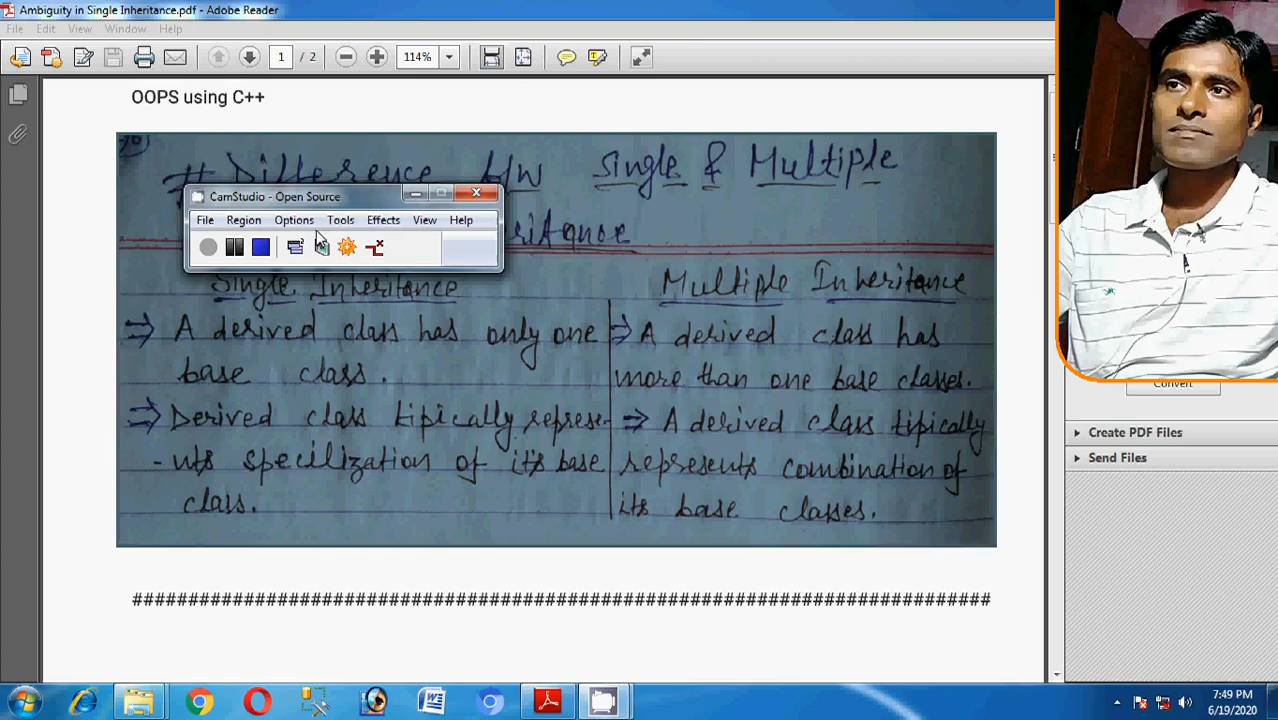 Ambiguity in Single Inheritance.pdf - Adobe Reader
File Edit View Window Help
1 / 2 114%
OOPS using C++
# Difference b/w Single & Multiple
CamStudio - Open Source
File Region Options Tools Effects View Help
ritance
Single Inheritance
Multiple Inheritance
⇒ A derived class has only one
base class.
⇒ Derived class tipically represe-
-nts specilization of it's base
class.
⇒ A derived class has
more than one base classes.
⇒ A derived class tipically
represents combination of
its base classes.
Convert
Create PDF Files
Send Files
##############################################################################
7:49 PM
6/19/2020